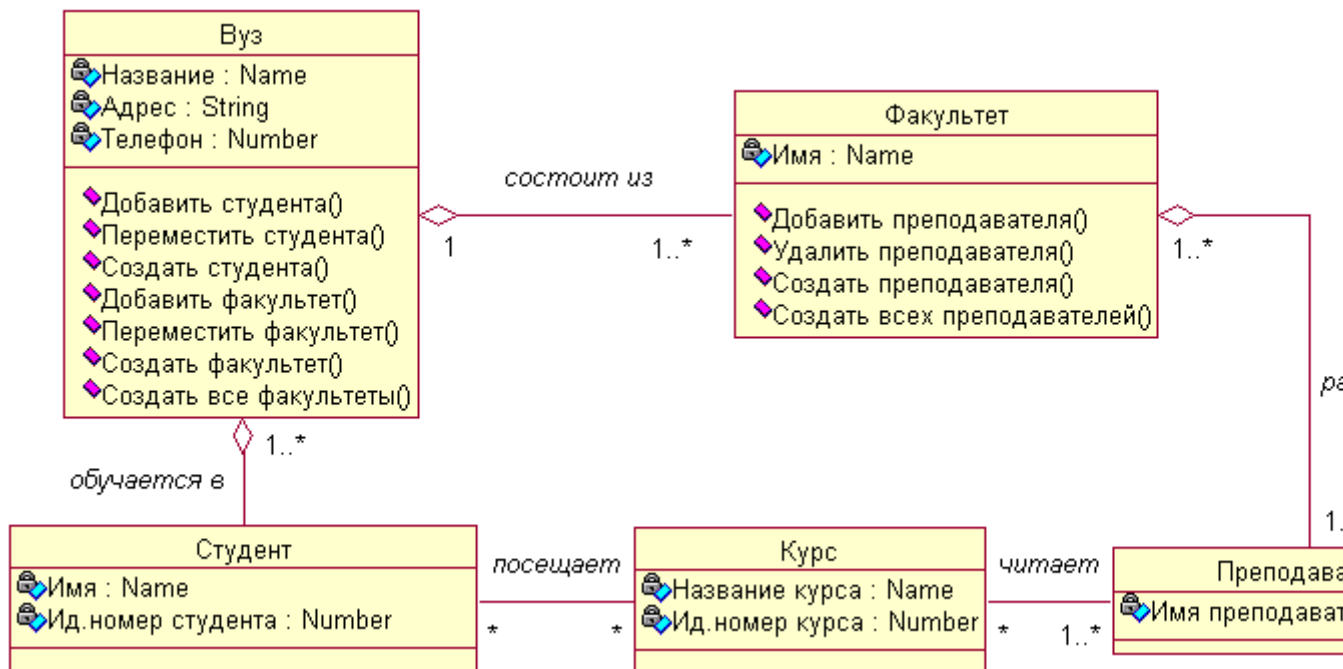 Вуз
Название : Name
Адрес : String
Телефон : Number
Добавить студента()
Переместить студента()
Создать студента()
Добавить факультет()
Переместить факультет()
Создать факультет()
Создать все факультеты()
состоит из
1
1..*
Факультет
Имя : Name
Добавить преподавателя()
Удалить преподавателя()
Создать преподавателя()
Создать всех преподавателей()
1..*
1..*
обучается в
Студент
Имя : Name
Ид.номер студента : Number
посещает
*
*
Курс
Название курса : Name
Ид.номер курса : Number
читает
*
1..*
Имя